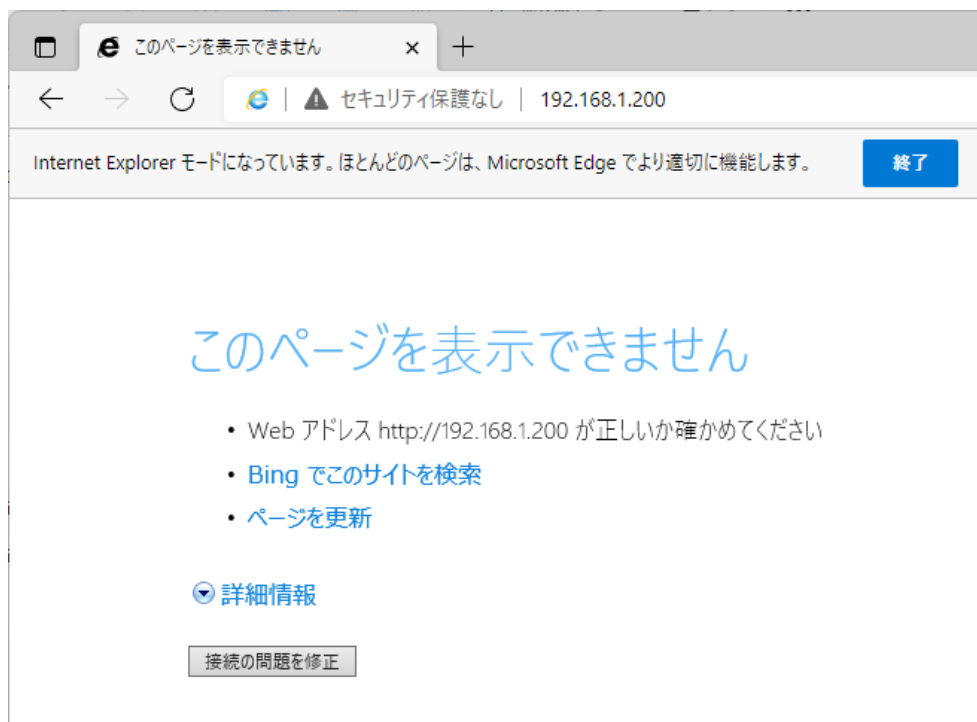 このページを表示できません
セキュリティ保護なし 192.168.1.200
Internet Explorer モードになっています。ほとんどのページは、Microsoft Edge でより適切に機能します。 終了
このページを表示できません
• Web アドレス http://192.168.1.200 が正しいか確かめてください
• Bing でこのサイトを検索
• ページを更新
詳細情報
接続の問題を修正